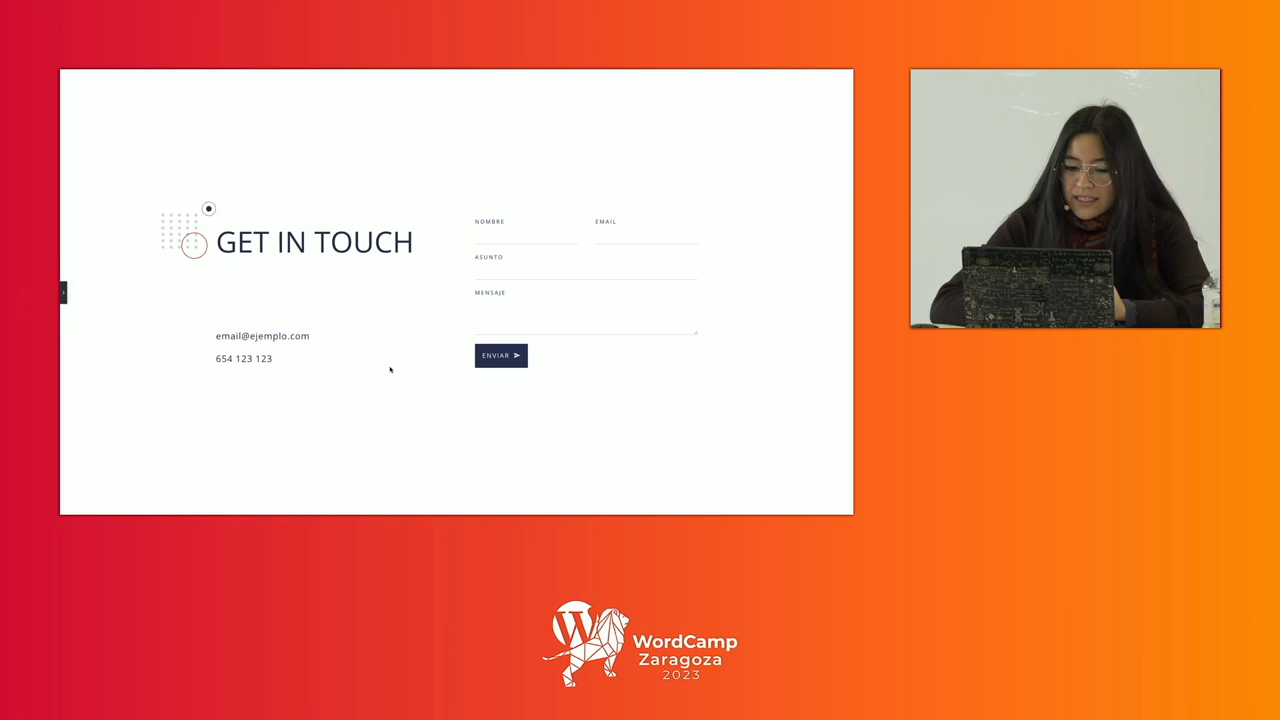 GET IN TOUCH
email@ejemplo.com
654 123 123
NOMBRE
EMAIL
ASUNTO
MENSAJE
ENVIAR
WordCamp
Zaragoza
2023